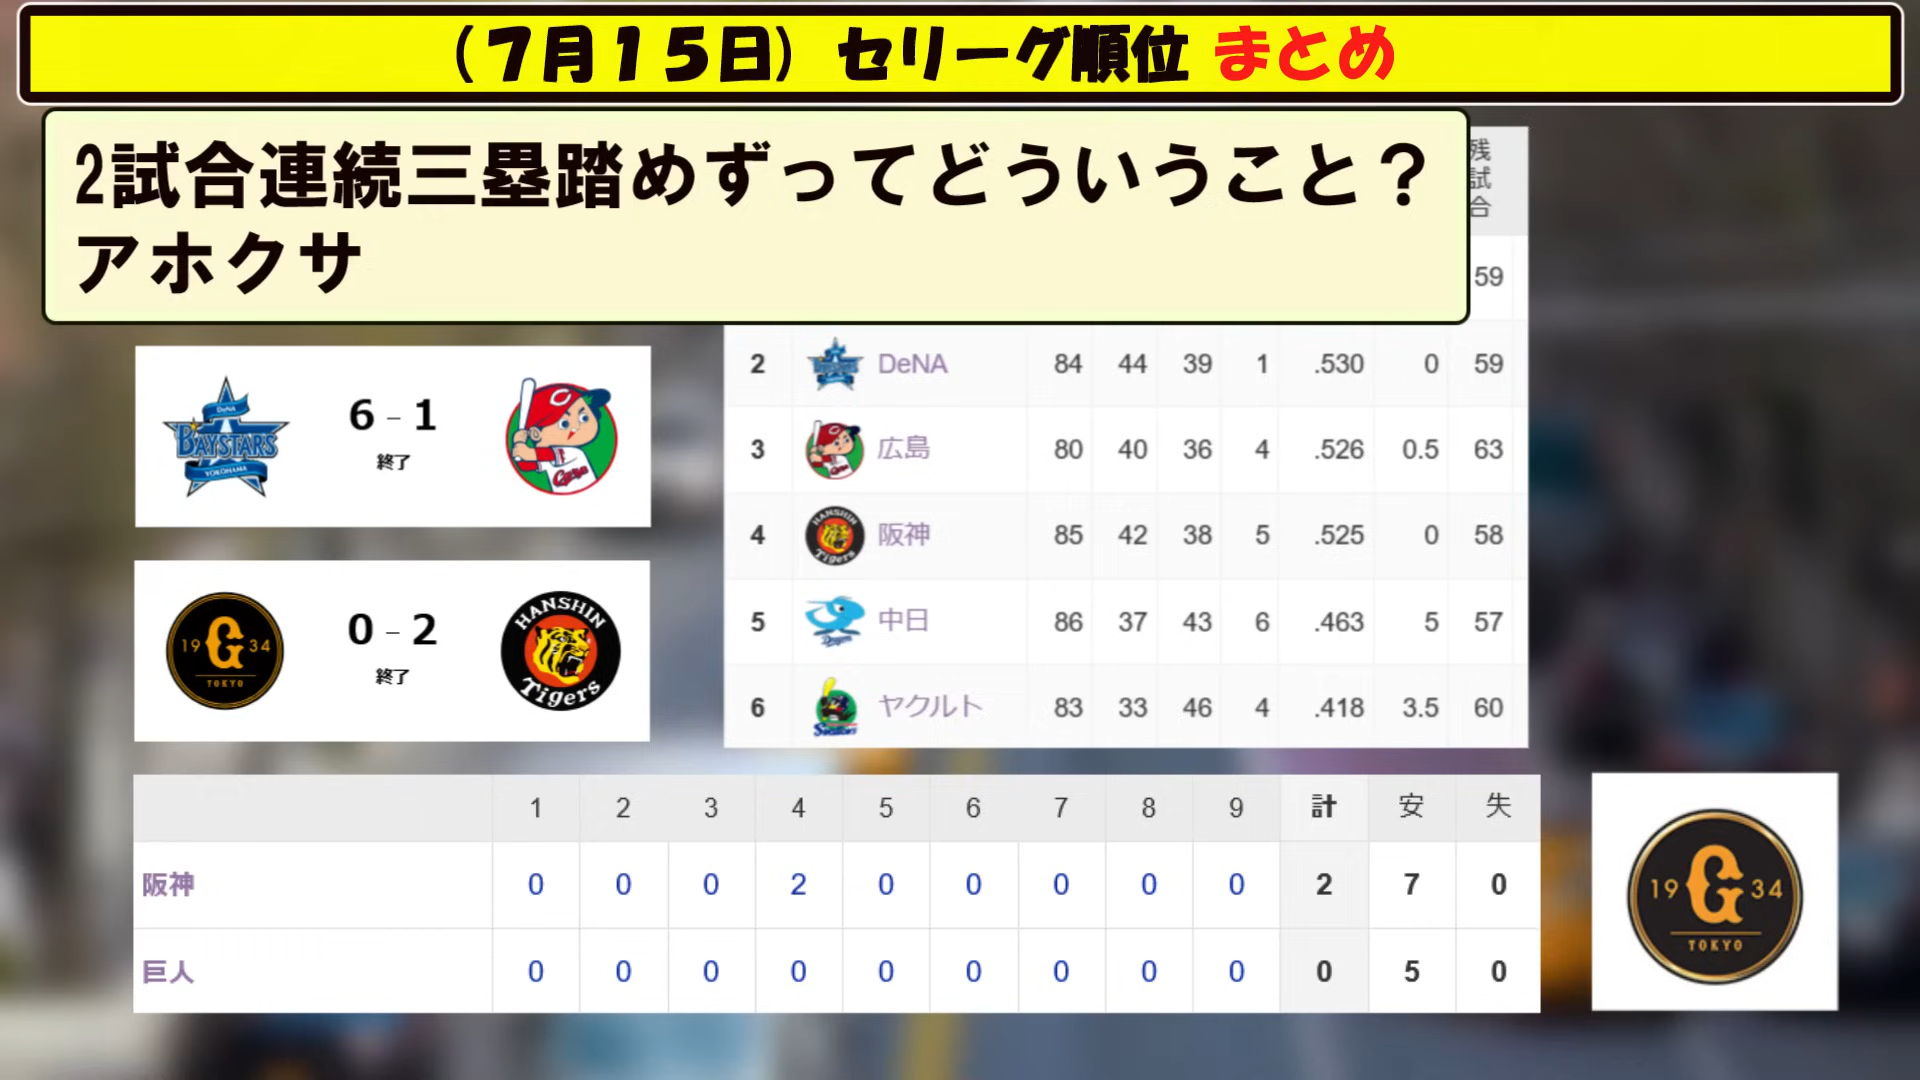 （７月１５日）セリーグ順位 まとめ
2試合連続三塁踏めずってどういうこと？
アホクサ
残試合
59
DeNA
BAYSTARS
YOKOHAMA
6 - 1
終了
2 DeNA 84 44 39 1 .530 0 59
3 広島 80 40 36 4 .526 0.5 63
4 阪神 85 42 38 5 .525 0 58
5 中日 86 37 43 6 .463 5 57
6 ヤクルト 83 33 46 4 .418 3.5 60
19 G 34
TOKYO
0 - 2
終了
HANSHIN
Tigers
1 2 3 4 5 6 7 8 9 計 安 失
阪神 0 0 0 2 0 0 0 0 0 2 7 0
巨人 0 0 0 0 0 0 0 0 0 0 5 0
19 G 34
TOKYO